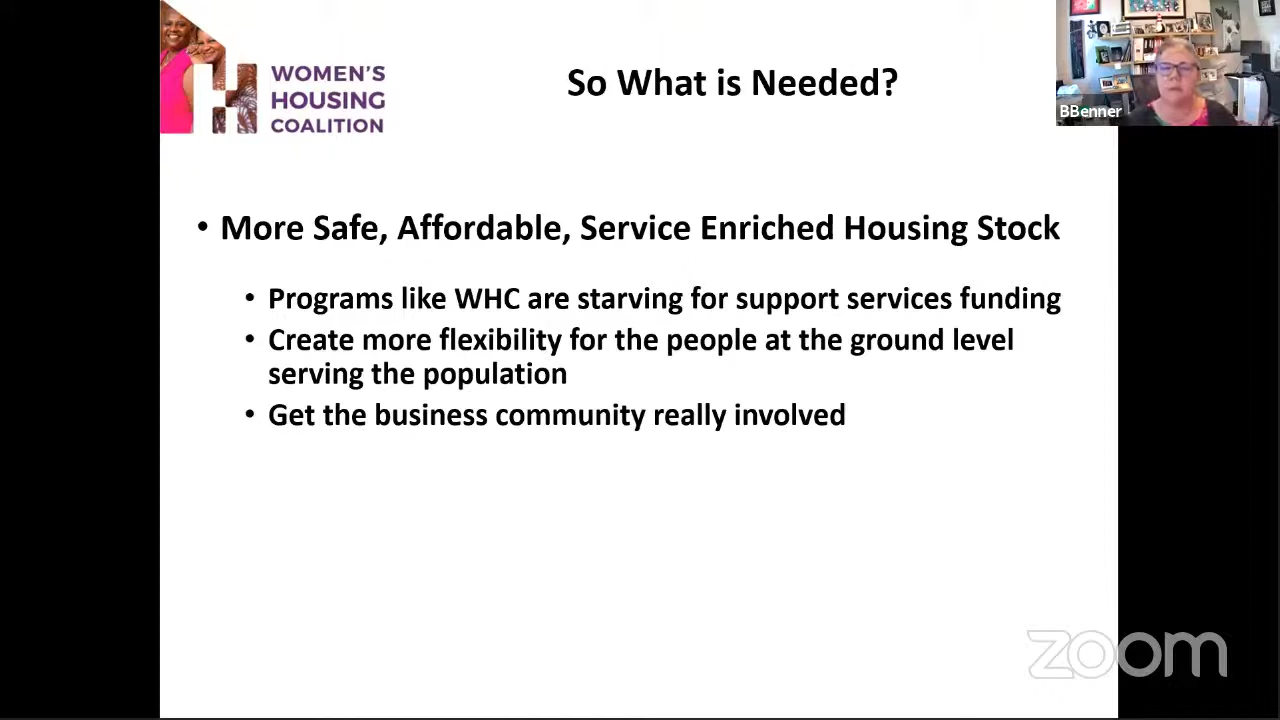 WOMEN'S
HOUSING
COALITION
So What is Needed?
BBenner
• More Safe, Affordable, Service Enriched Housing Stock
• Programs like WHC are starving for support services funding
• Create more flexibility for the people at the ground level
serving the population
• Get the business community really involved
zoom